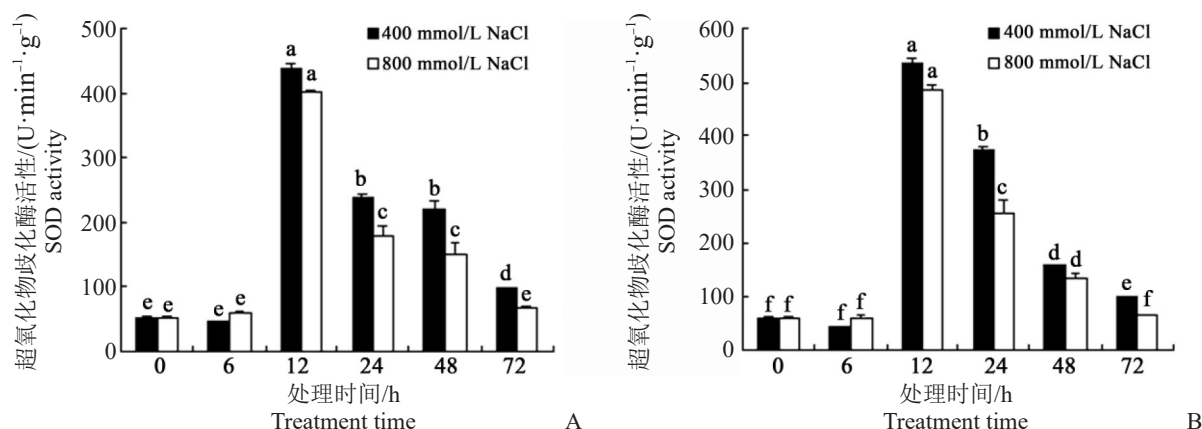 超氧化物歧化酶活性/(U·min⁻¹·g⁻¹)
SOD activity
500
400
300
200
100
0
400 mmol/L NaCl
800 mmol/L NaCl
a
a
b
c
b
c
d
e
e
e
e
e
0
6
12
24
48
72
处理时间/h
Treatment time
A
超氧化物歧化酶活性/(U·min⁻¹·g⁻¹)
SOD activity
600
500
400
300
200
100
0
400 mmol/L NaCl
800 mmol/L NaCl
a
a
b
c
d
d
e
f
f
f
f
f
0
6
12
24
48
72
处理时间/h
Treatment time
B